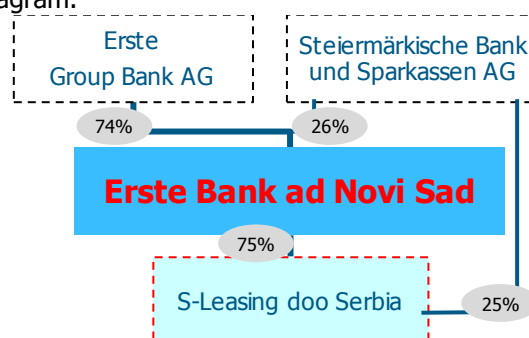 agram:
Erste
Group Bank AG
Steiermärkische Bank
und Sparkassen AG
74%
26%
Erste Bank ad Novi Sad
75%
S-Leasing doo Serbia
25%